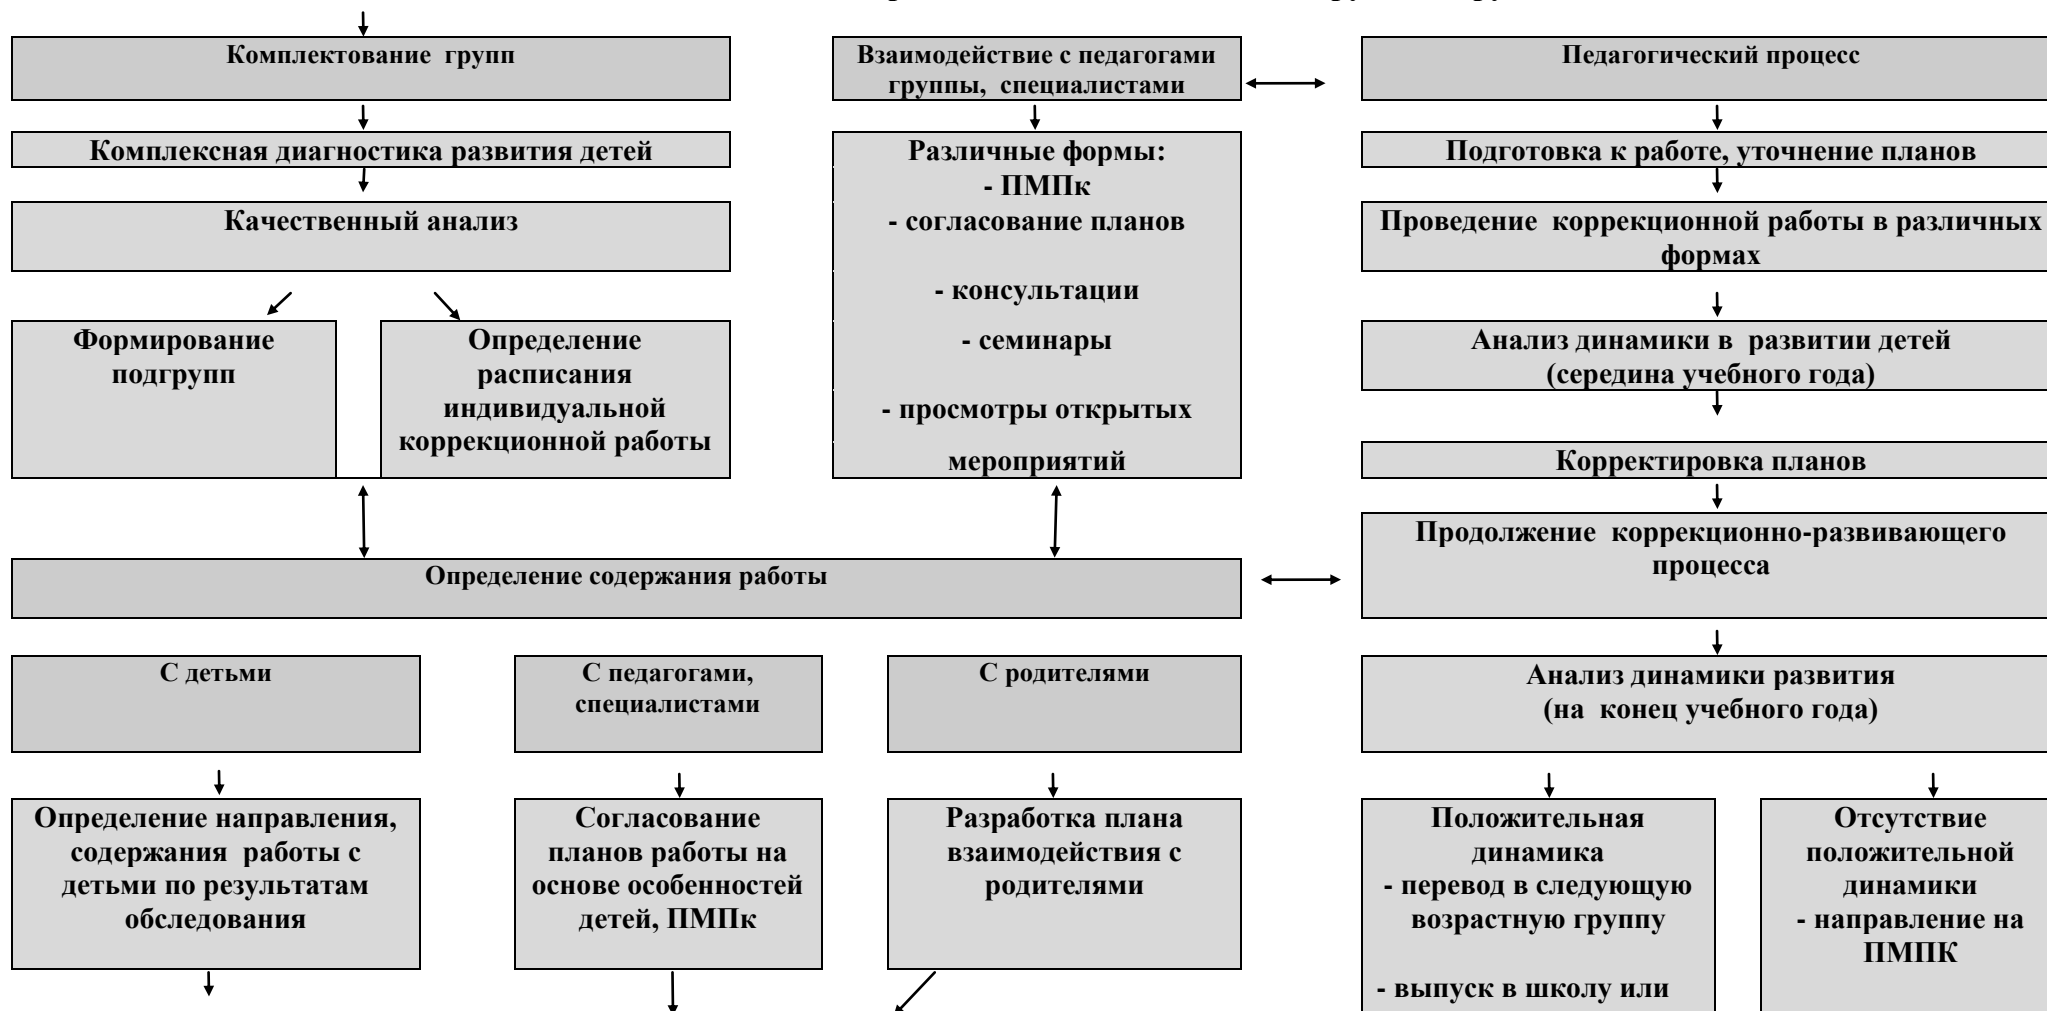 Комплектование групп
Взаимодействие с педагогами
группы, специалистами
Педагогический процесс
Комплексная диагностика развития детей
Различные формы:
- ПМПк
- согласование планов
- консультации
- семинары
- просмотры открытых
мероприятий
Подготовка к работе, уточнение планов
Качественный анализ
Проведение коррекционной работы в различных
формах
Формирование
подгрупп
Определение
расписания
индивидуальной
коррекционной работы
Анализ динамики в развитии детей
(середина учебного года)
Корректировка планов
Продолжение коррекционно-развивающего
процесса
Определение содержания работы
С детьми
С педагогами,
специалистами
С родителями
Анализ динамики развития
(на конец учебного года)
Определение направления,
содержания работы с
детьми по результатам
обследования
Согласование
планов работы на
основе особенностей
детей, ПМПк
Разработка плана
взаимодействия с
родителями
Положительная
динамика
- перевод в следующую
возрастную группу
- выпуск в школу или
Отсутствие
положительной
динамики
- направление на
ПМПК